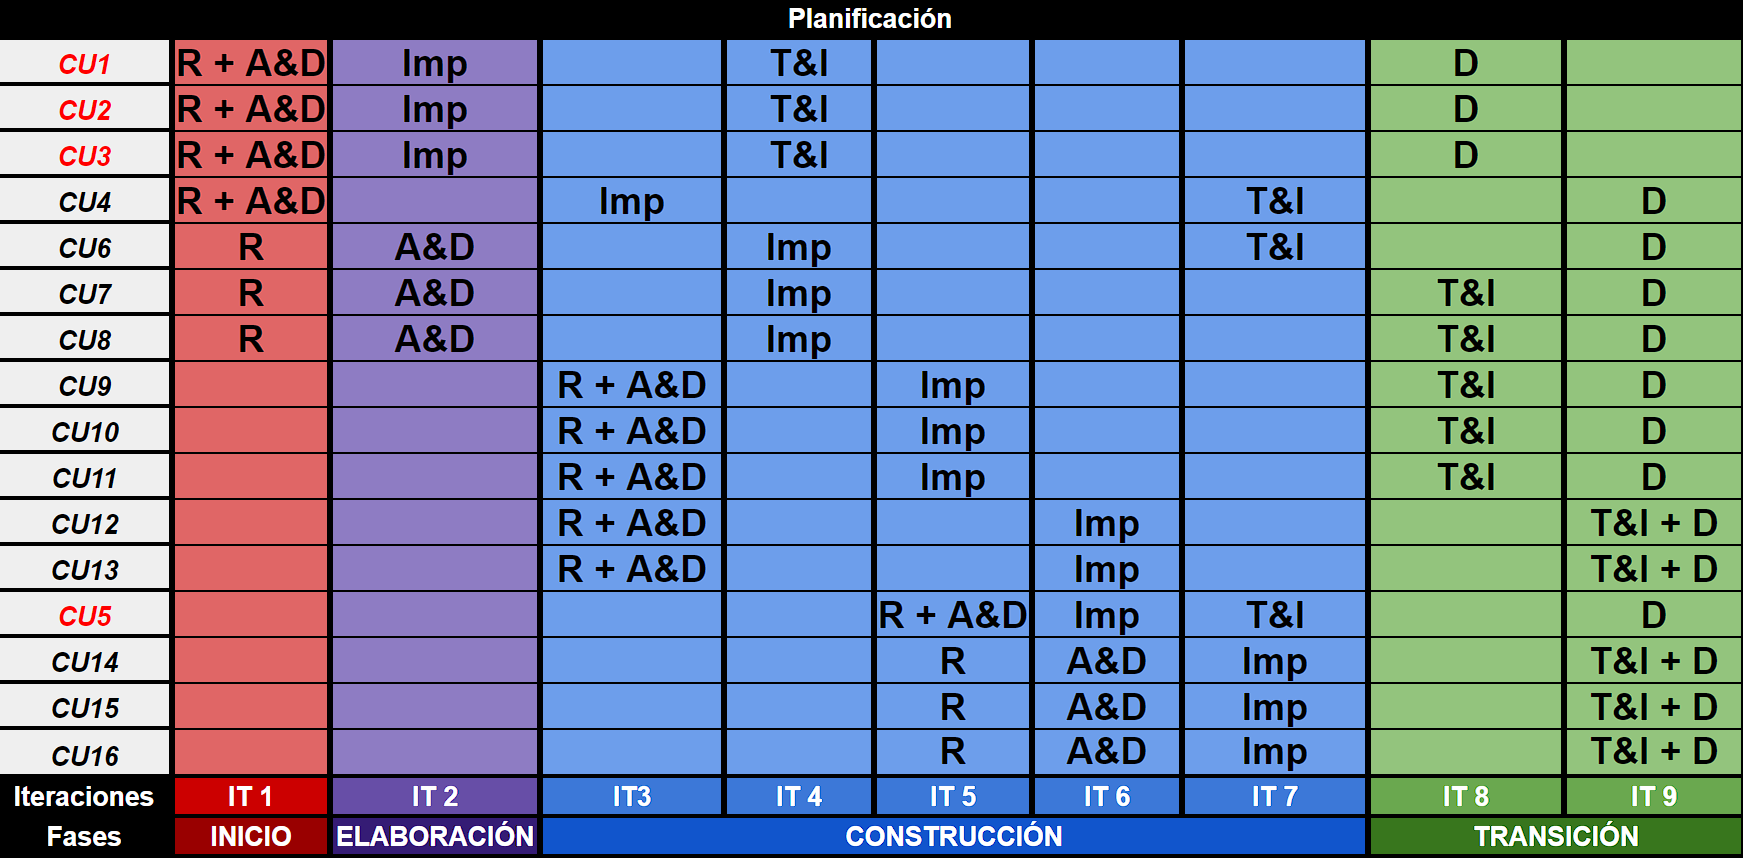 Planificación
CU1 R + A&D Imp T&I D
CU2 R + A&D Imp T&I D
CU3 R + A&D Imp T&I D
CU4 R + A&D Imp T&I D
CU6 R A&D Imp T&I D
CU7 R A&D Imp T&I D
CU8 R A&D Imp T&I D
CU9 R + A&D Imp T&I D
CU10 R + A&D Imp T&I D
CU11 R + A&D Imp T&I D
CU12 R + A&D Imp T&I + D
CU13 R + A&D Imp T&I + D
CU5 R + A&D Imp T&I D
CU14 R A&D Imp T&I + D
CU15 R A&D Imp T&I + D
CU16 R A&D Imp T&I + D
Iteraciones IT 1 IT 2 IT3 IT 4 IT 5 IT 6 IT 7 IT 8 IT 9
Fases INICIO ELABORACIÓN CONSTRUCCIÓN TRANSICIÓN